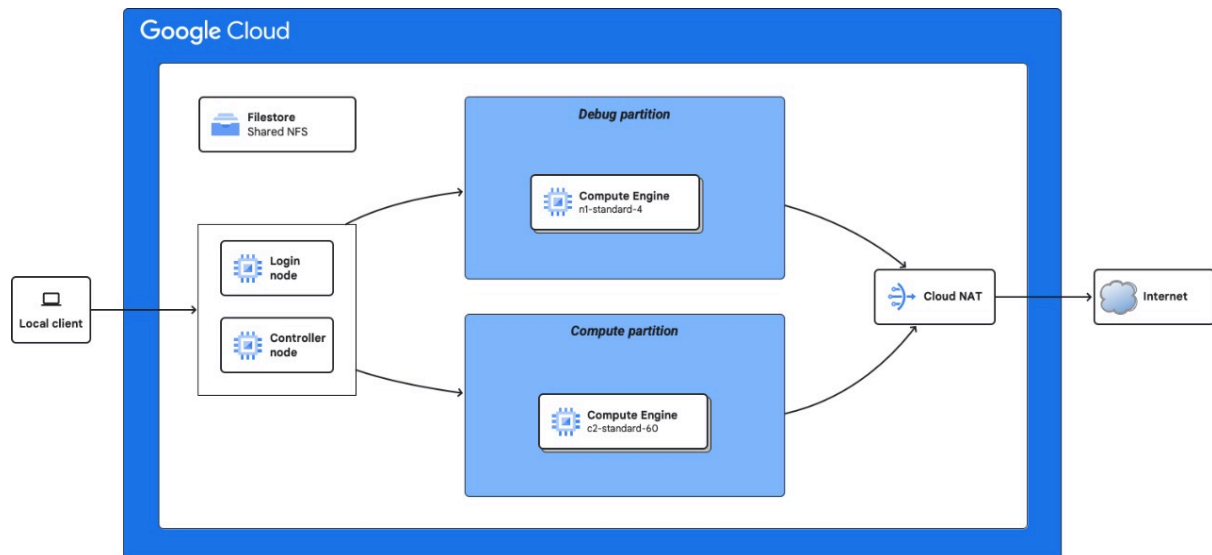 Google Cloud
Filestore
Shared NFS
Debug partition
Compute Engine
n1-standard-4
Login
node
Controller
node
Local client
Compute partition
Compute Engine
c2-standard-60
Cloud NAT
Internet